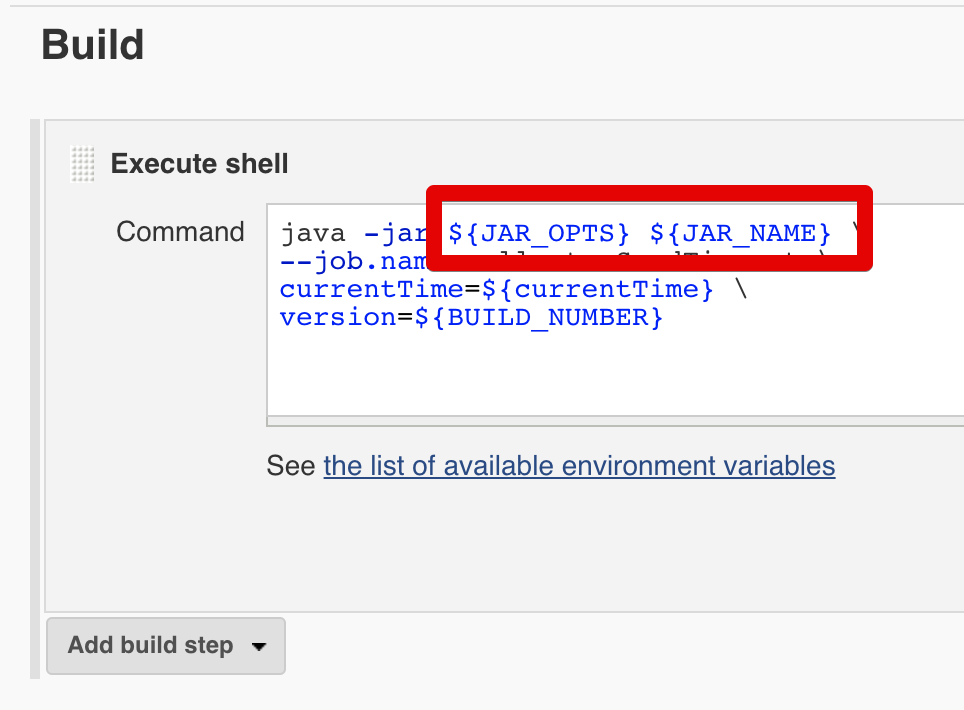 Build
Execute shell
Command
java -jar ${JAR_OPTS} ${JAR_NAME} \
--job.nam
currentTime=${currentTime} \
version=${BUILD_NUMBER}
See the list of available environment variables
Add build step